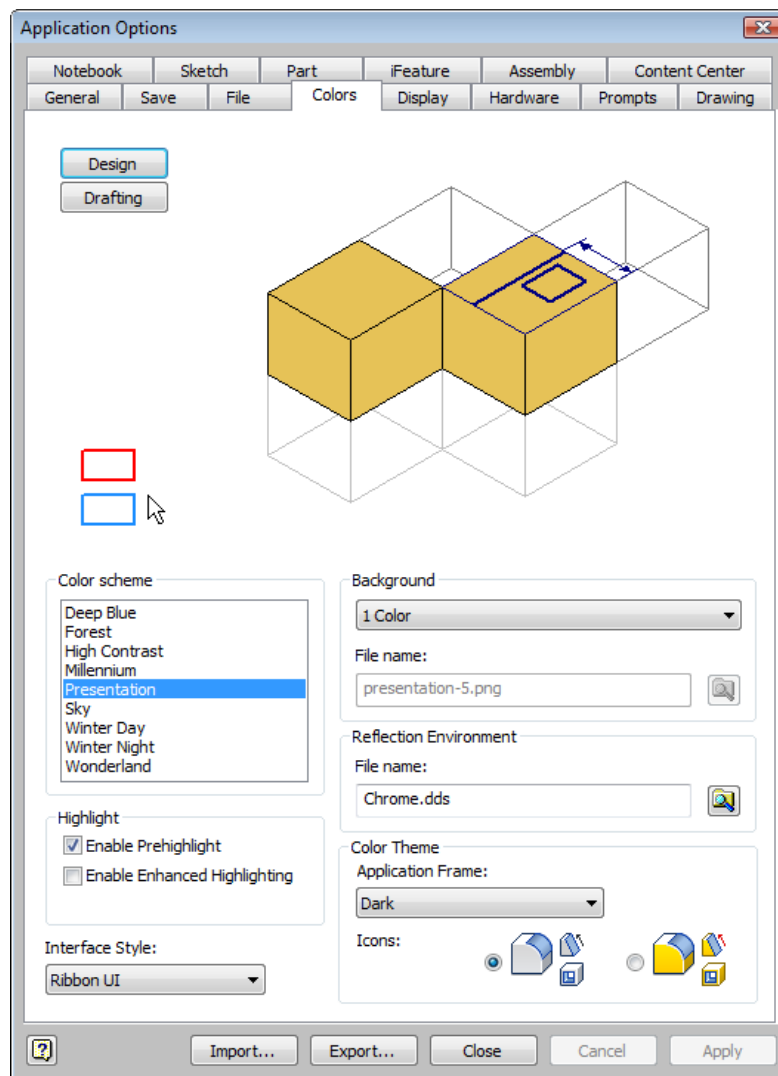 Application Options
Notebook Sketch Part iFeature Assembly Content Center
General Save File Colors Display Hardware Prompts Drawing
Design
Drafting
Color scheme
Deep Blue
Forest
High Contrast
Millennium
Presentation
Sky
Winter Day
Winter Night
Wonderland
Background
1 Color
File name:
presentation-5.png
Reflection Environment
File name:
Chrome.dds
Highlight
Enable Prehighlight
Enable Enhanced Highlighting
Color Theme
Application Frame:
Dark
Icons:
Interface Style:
Ribbon UI
? Import... Export... Close Cancel Apply